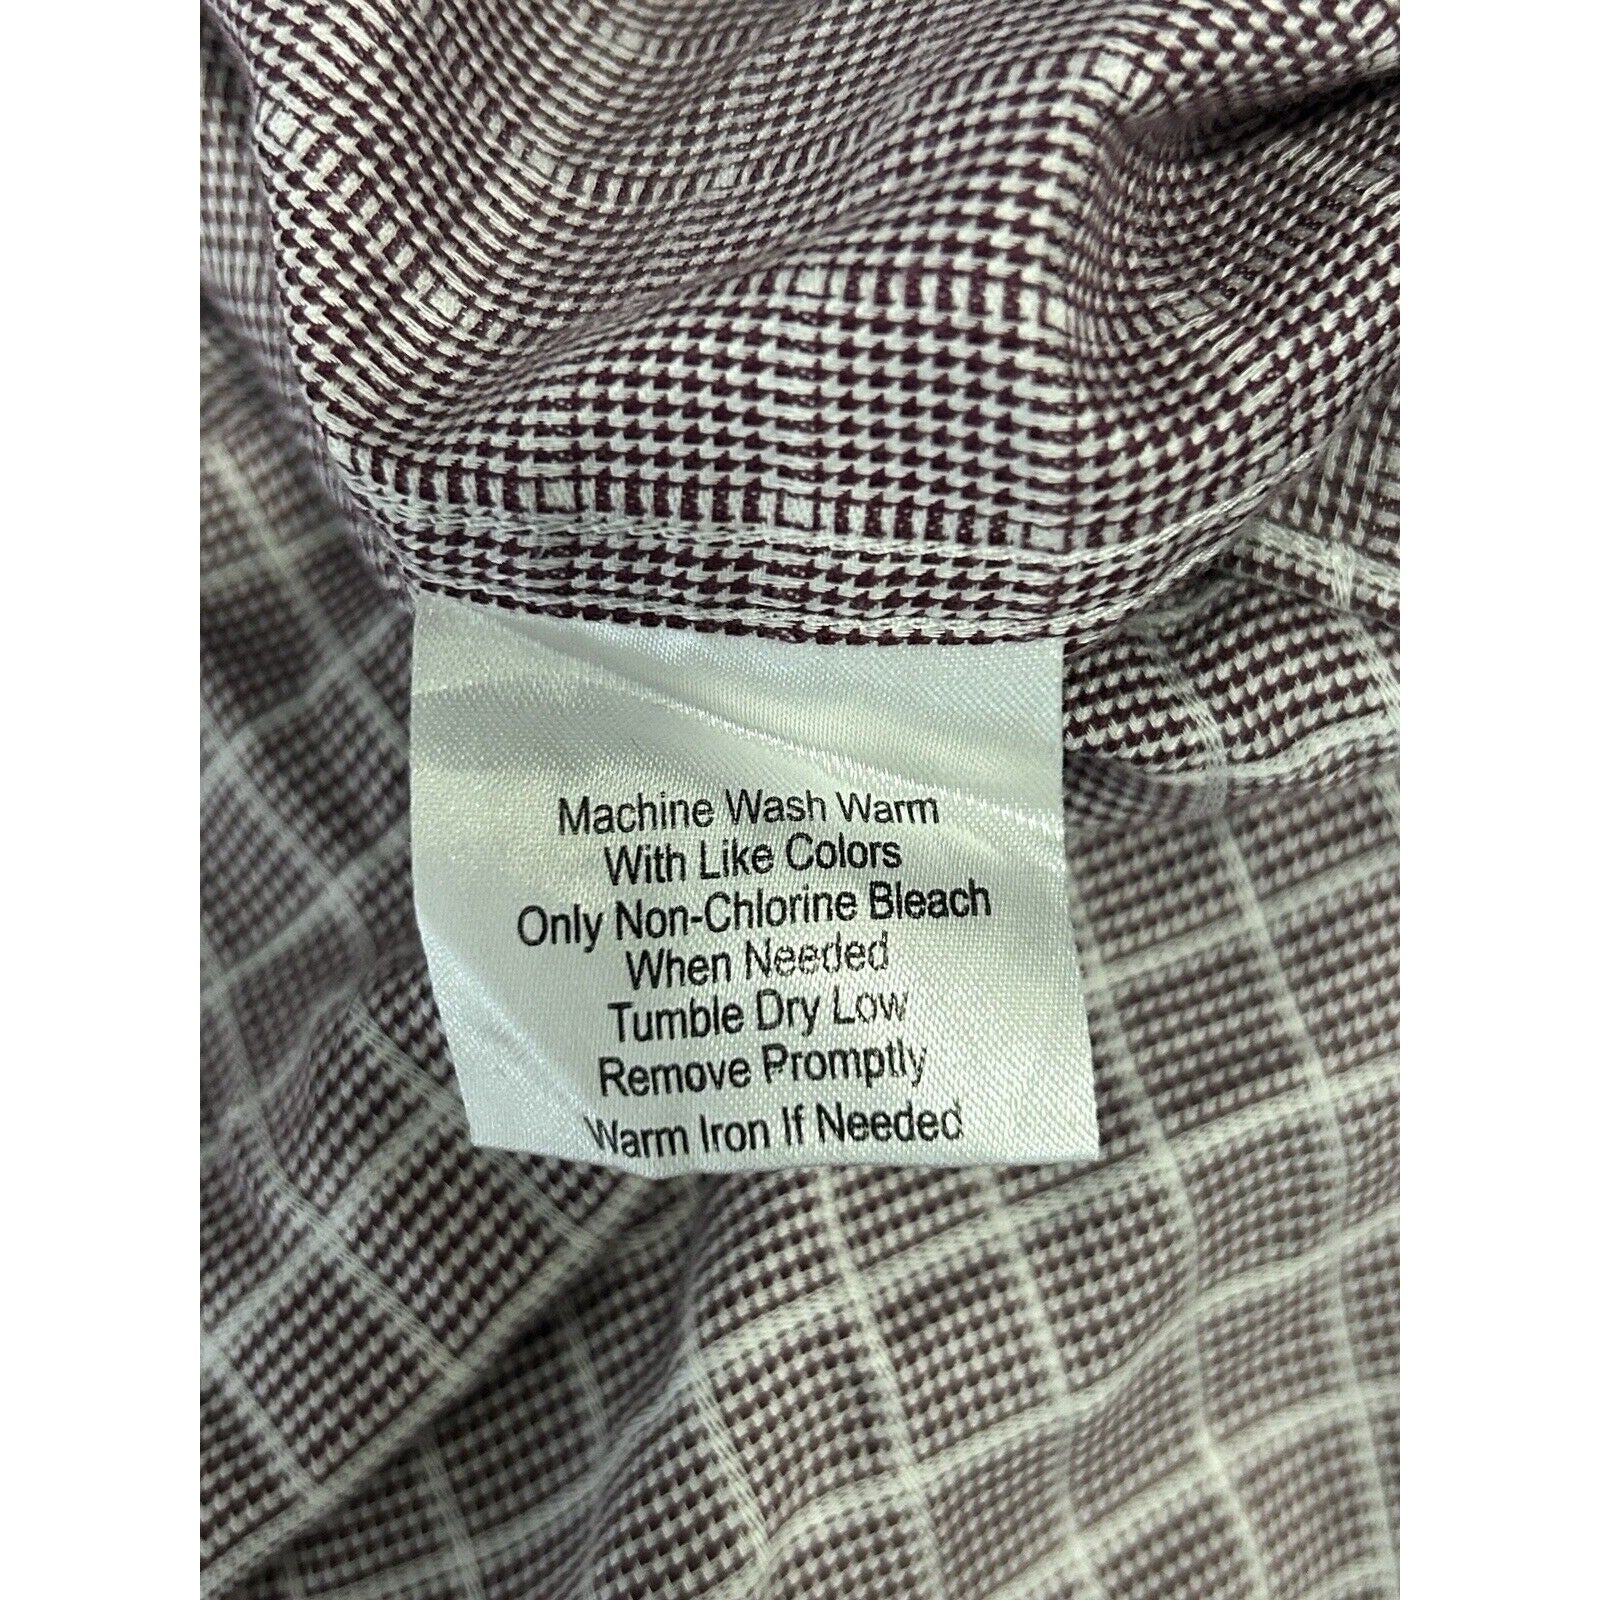 Machine Wash Warm
With Like Colors
Only Non-Chlorine Bleach
When Needed
Tumble Dry Low
Remove Promptly
Warm Iron If Needed